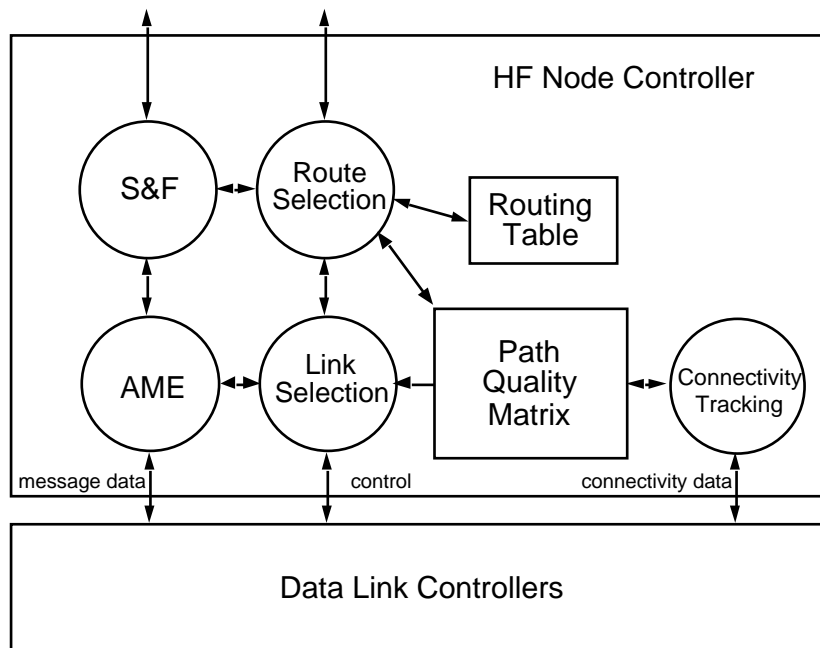 HF Node Controller
S&F
Route
Selection
Routing
Table
AME
Link
Selection
Path
Quality
Matrix
Connectivity
Tracking
message data
control
connectivity data
Data Link Controllers